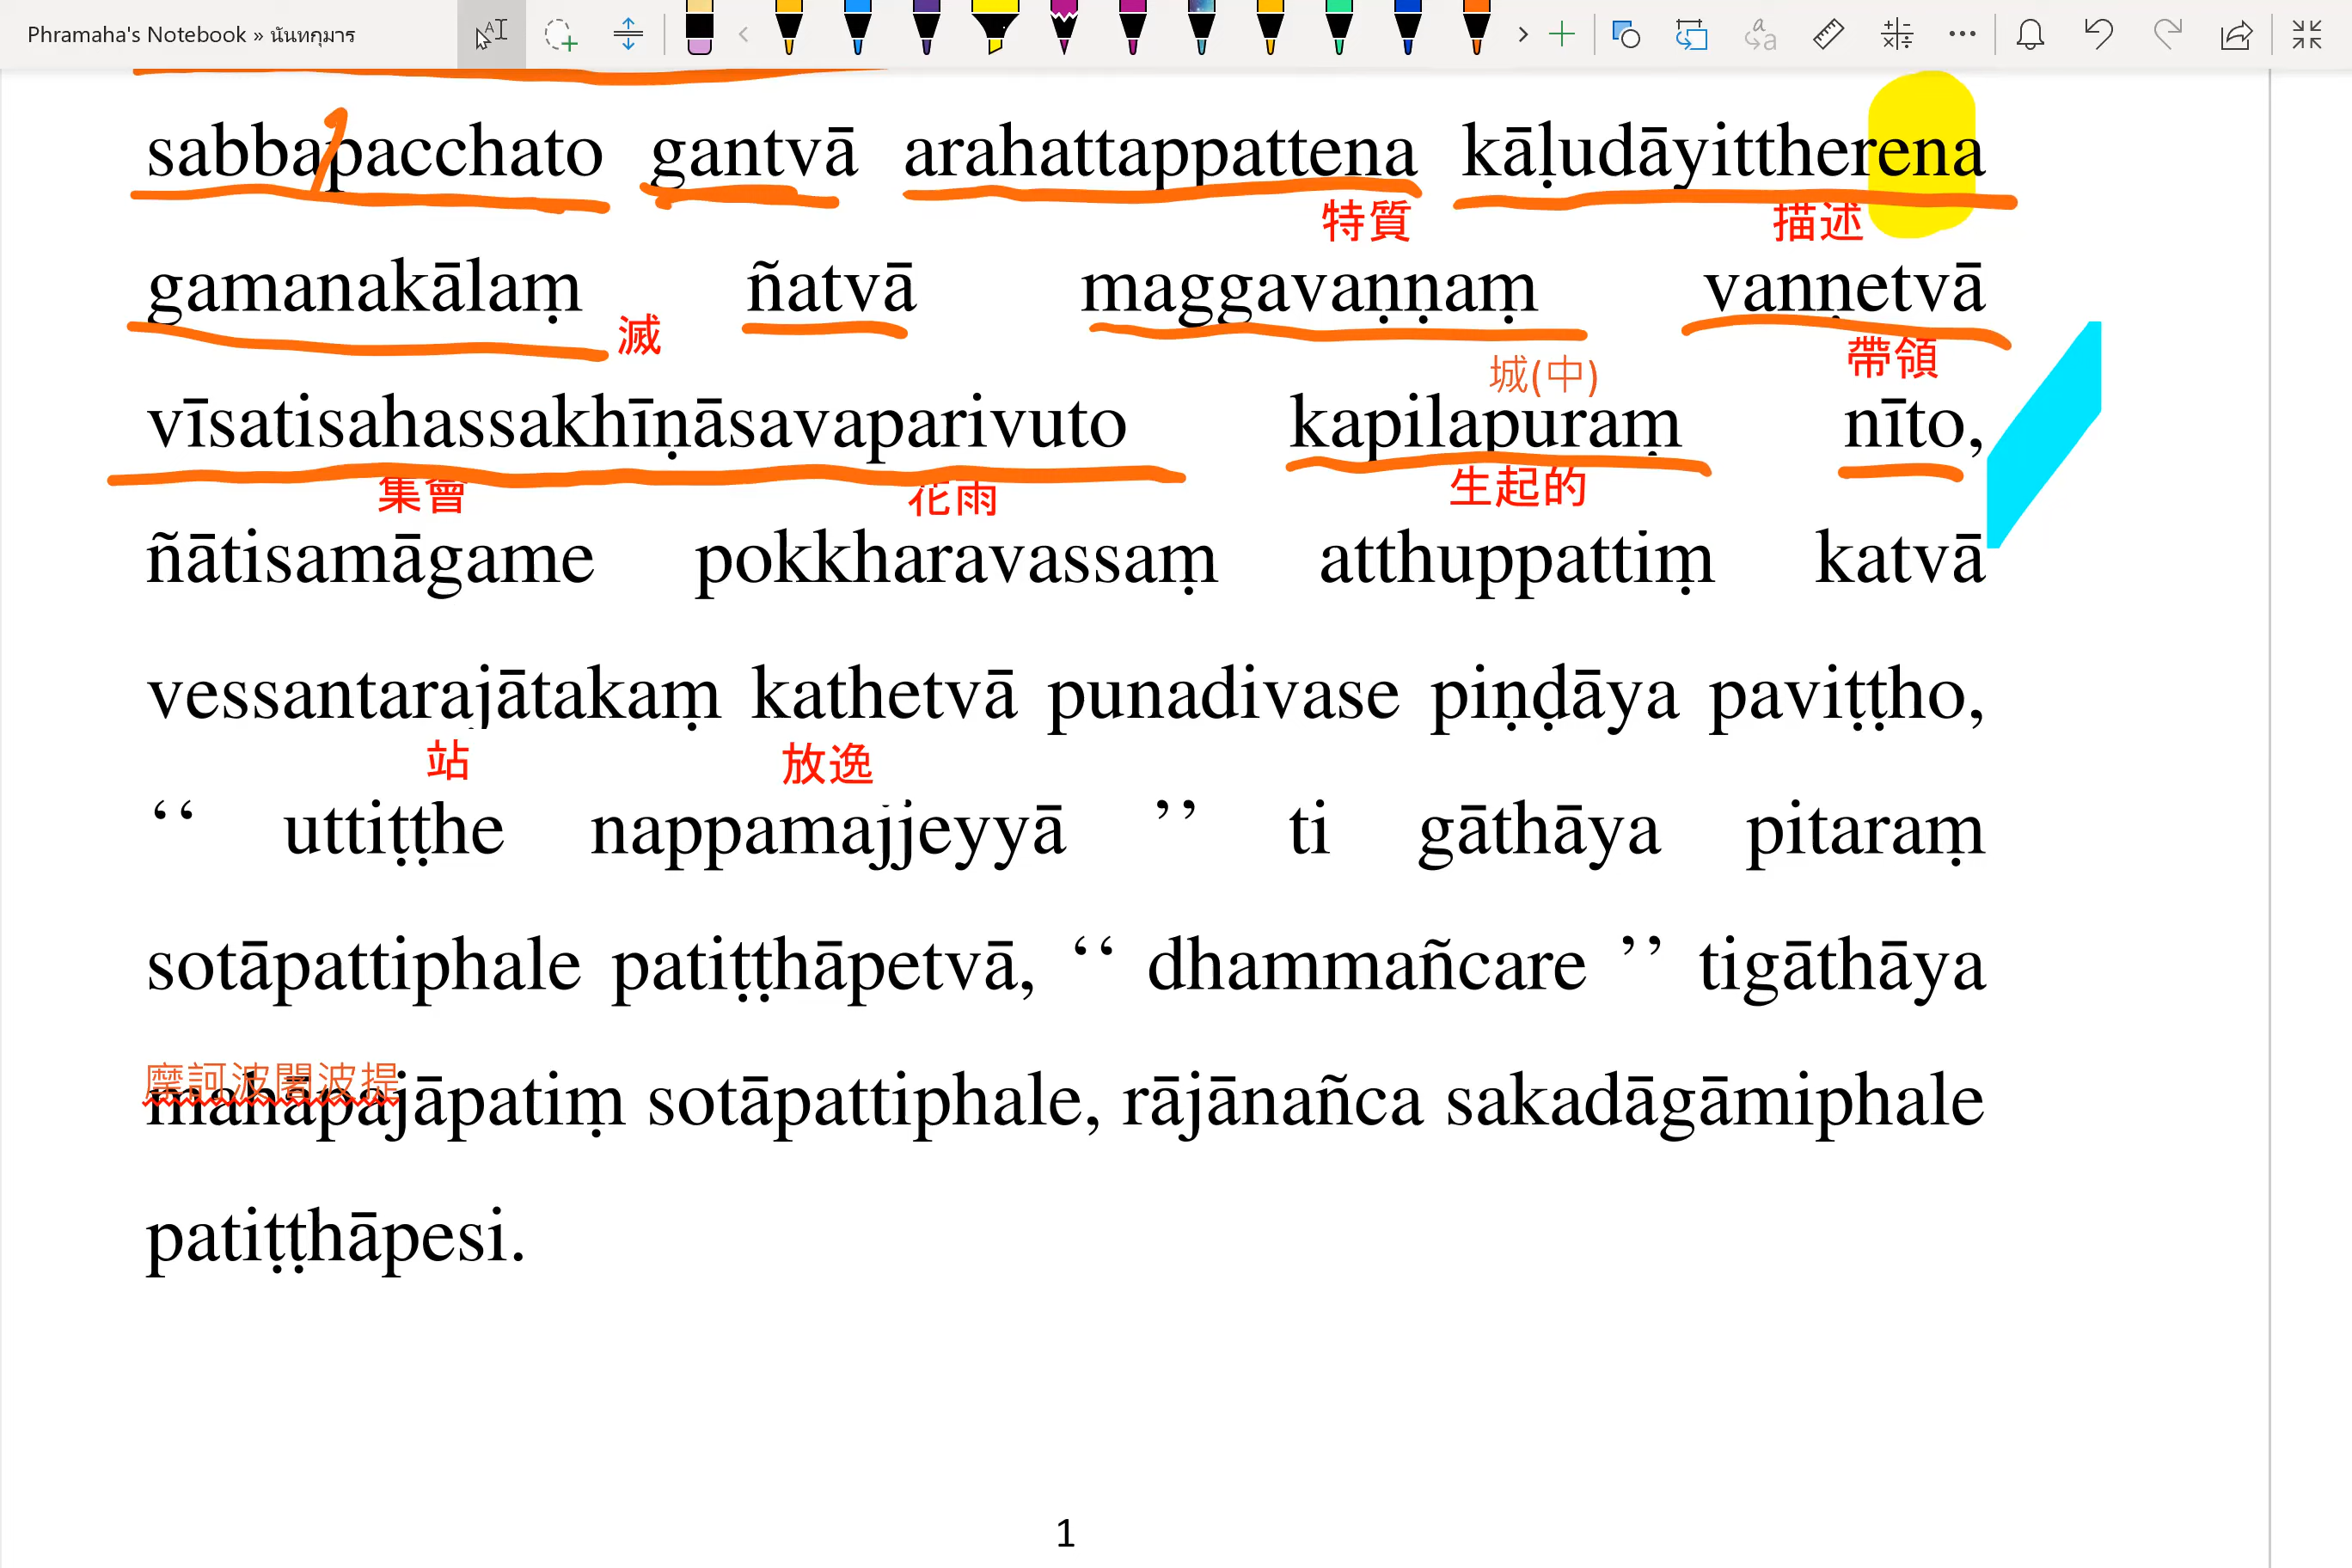 Phramaha's Notebook » นันทกุมาร
sabbapacchato gantvā arahattappattena kāḷudāyittherena
特質 描述
gamanakālaṃ ñatvā maggavaṇṇaṃ vaṇṇetvā
滅 城(中) 帶領
vīsatisahassakhīṇāsavaparivuto kapilapuraṃ nīto,
集會 花雨 生起的
ñātisamāgame pokkharavassaṃ atthuppattiṃ katvā
vessantarajātakaṃ kathetvā punadivase piṇḍāya paviṭṭho,
站 放逸
‘‘ uttiṭṭhe nappamajjeyyā ’’ ti gāthāya pitaraṃ
sotāpattiphale patiṭṭhāpetvā, ‘‘ dhammañcare ’’ tigāthāya
摩訶波闍波提
mahāpajāpatiṃ sotāpattiphale, rājānañca sakadāgāmiphale
patiṭṭhāpesi.
1